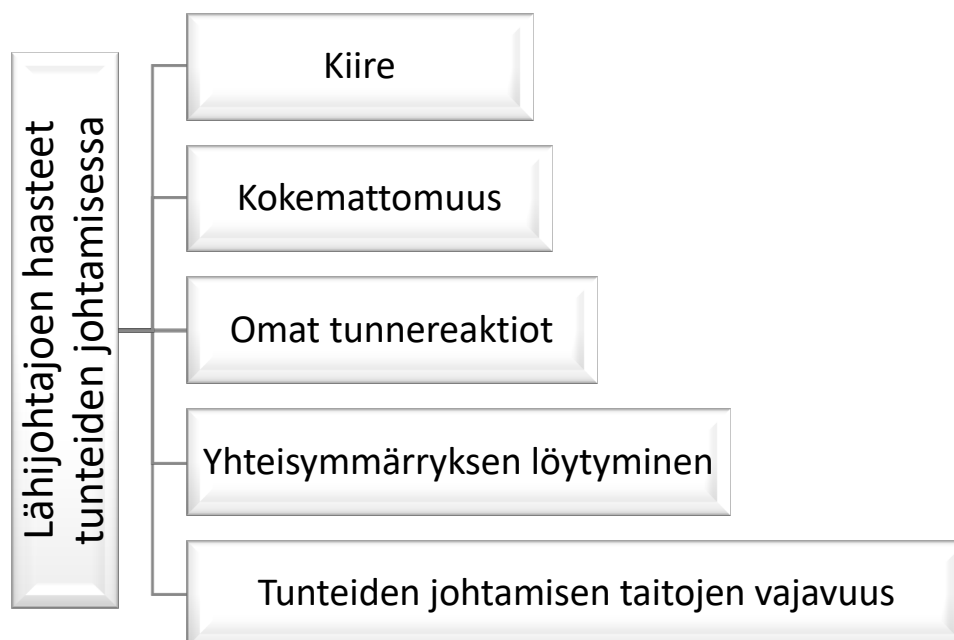 Lähijohtajoen haasteet
tunteiden johtamisessa
Kiire
Kokemattomuus
Omat tunnereaktiot
Yhteisymmärryksen löytyminen
Tunteiden johtamisen taitojen vajavuus